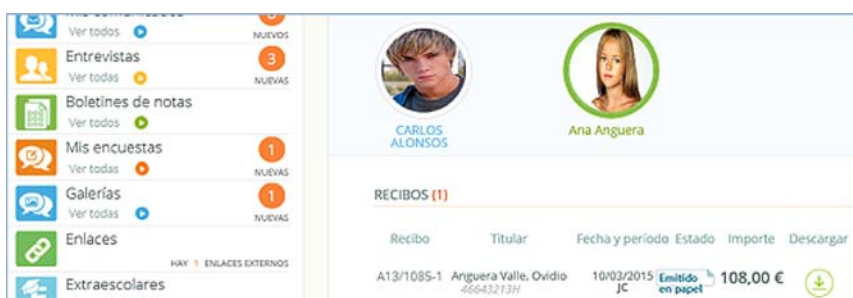 Ver todos
NUEVOS
Entrevistas
3
Ver todas
NUEVAS
Boletines de notas
Ver todos
Mis encuestas
1
Ver todas
NUEVAS
Galerías
1
Ver todas
NUEVAS
Enlaces
HAY 1 ENLACES EXTERNOS
Extraescolares
CARLOS
ALONSOS
Ana Anguera
RECIBOS (1)
Recibo Titular Fecha y período Estado Importe Descargar
A13/1085-1 Anguera Valle, Ovidio 10/03/2015 Emitido 108,00 €
46643213H JC en papel